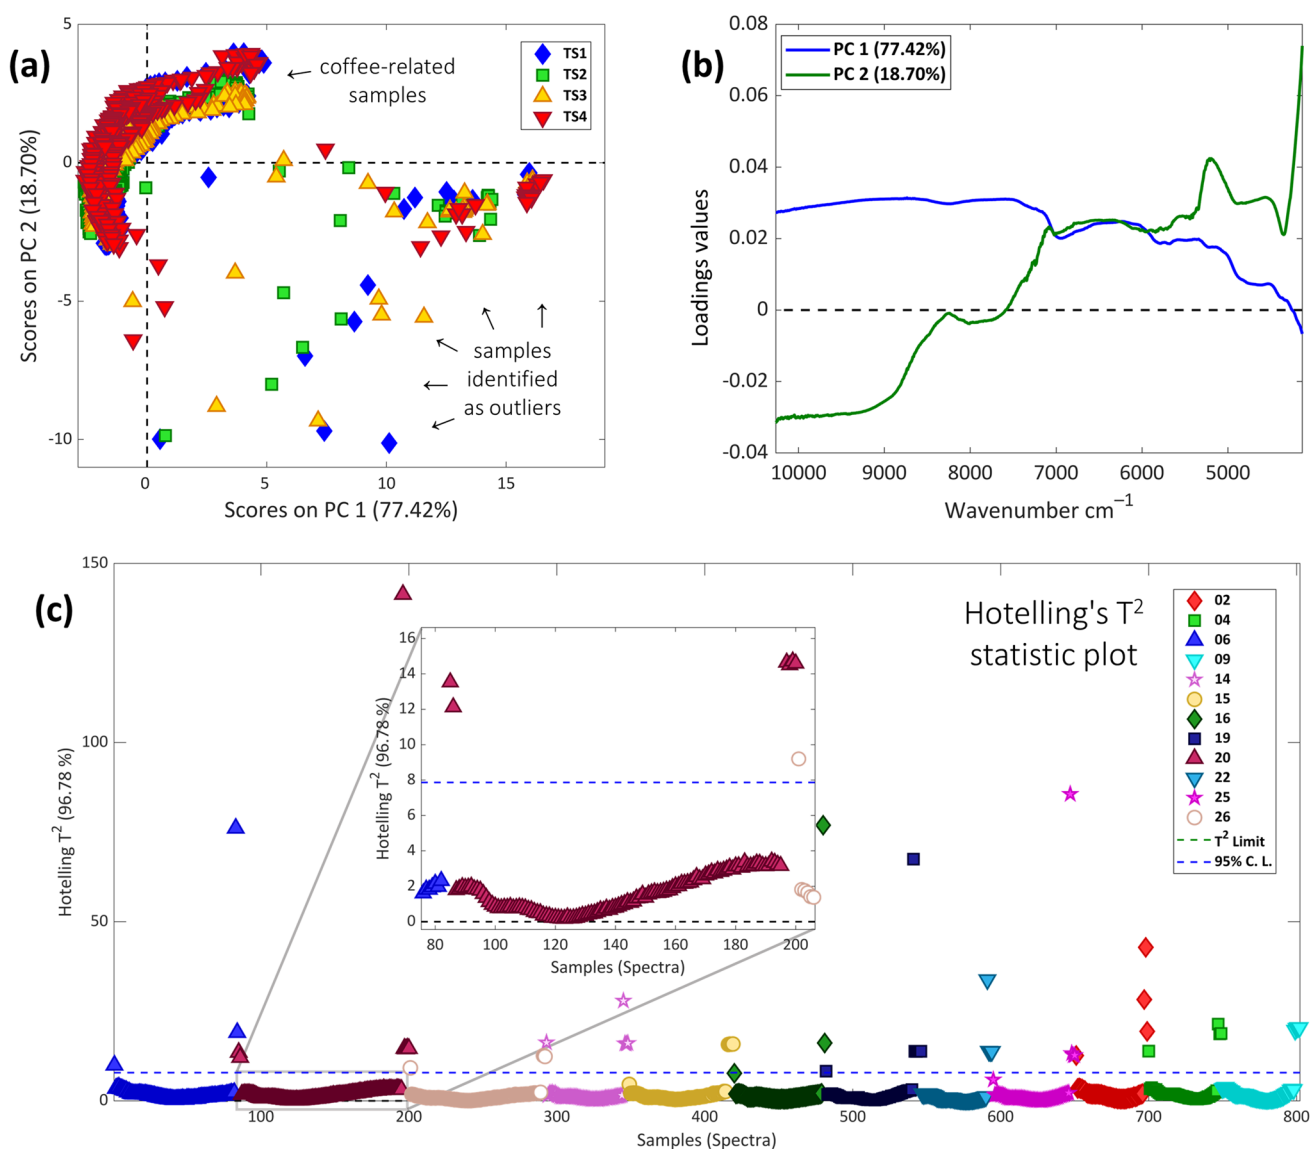 (a)
5
0
-5
-10
Scores on PC 2 (18.70%)
0
5
10
15
Scores on PC 1 (77.42%)
coffee-related
samples
TS1
TS2
TS3
TS4
samples
identified
as outliers
(b)
0.08
0.06
0.04
0.02
0
-0.02
-0.04
Loadings values
PC 1 (77.42%)
PC 2 (18.70%)
10000
9000
8000
7000
6000
5000
Wavenumber cm⁻¹
(c)
150
100
50
0
Hotelling T² (96.78 %)
100
200
300
400
500
600
700
800
Samples (Spectra)
Hotelling's T²
statistic plot
02
04
06
09
14
15
16
19
20
22
25
26
T² Limit
95% C. L.
16
14
12
10
8
6
4
2
0
Hotelling T² (96.78 %)
80
100
120
140
160
180
200
Samples (Spectra)